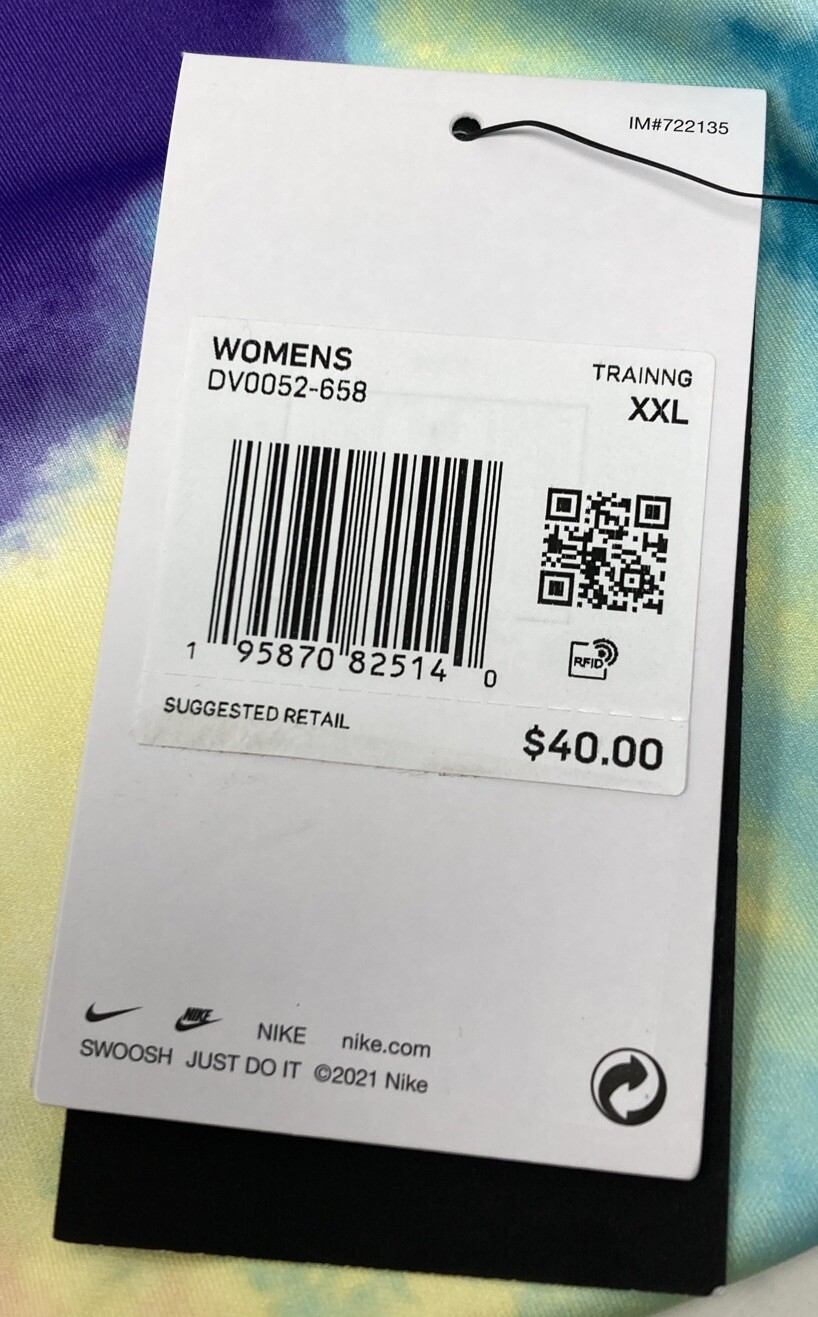 IM#722135
WOMENS
DV0052-658
TRAINNG
XXL
1 95870 82514 0
RFID
SUGGESTED RETAIL
$40.00
NIKE NIKE nike.com
SWOOSH JUST DO IT ©2021 Nike